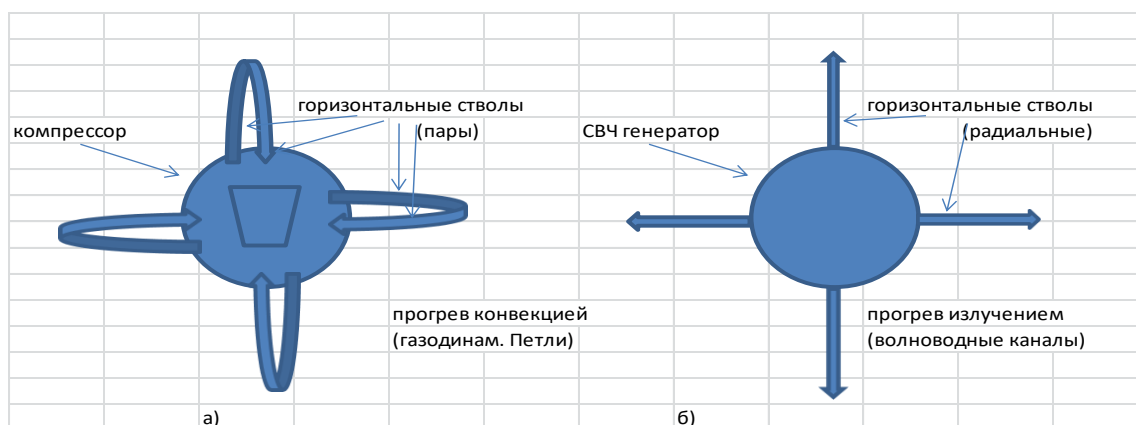 горизонтальные стволы
(пары)
компрессор
прогрев конвекцией
(газодинам. Петли)
а)
горизонтальные стволы
(радиальные)
СВЧ генератор
прогрев излучением
(волноводные каналы)
б)